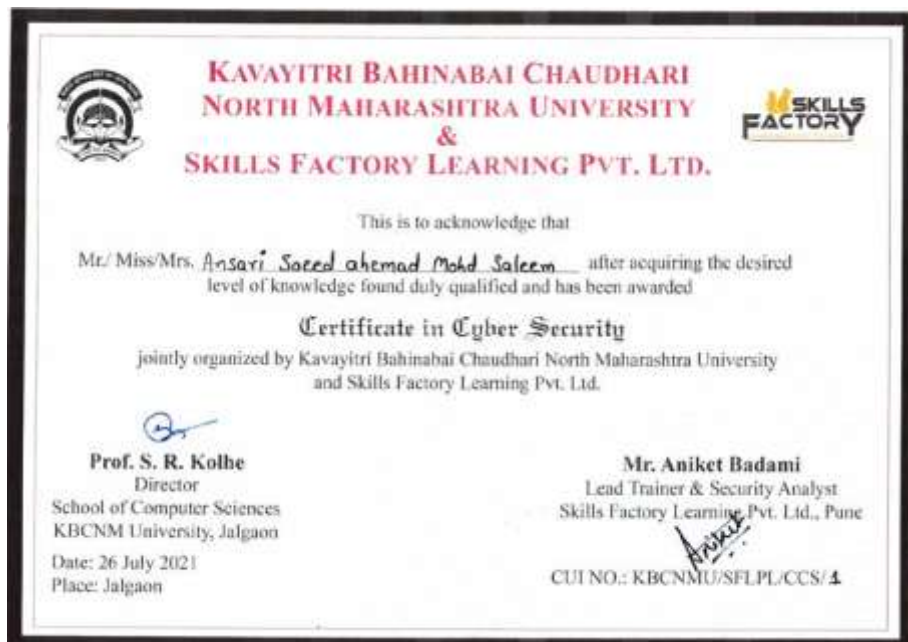 KAVAYITRI BAHINABAI CHAUDHARI
NORTH MAHARASHTRA UNIVERSITY
&
SKILLS FACTORY LEARNING PVT. LTD.
SKILLS
FACTORY
This is to acknowledge that
Mr./ Miss/Mrs. Ansari Saeed ahemad Mohd Saleem after acquiring the desired
level of knowledge found duly qualified and has been awarded
Certificate in Cyber Security
jointly organized by Kavayitri Bahinabai Chaudhari North Maharashtra University
and Skills Factory Learning Pvt. Ltd.
Prof. S. R. Kolhe
Director
School of Computer Sciences
KBCNM University, Jalgaon
Date: 26 July 2021
Place: Jalgaon
Mr. Aniket Badami
Lead Trainer & Security Analyst
Skills Factory Learning Pvt. Ltd., Pune
Aniket
CUI NO.: KBCNMU/SFLPL/CCS/1